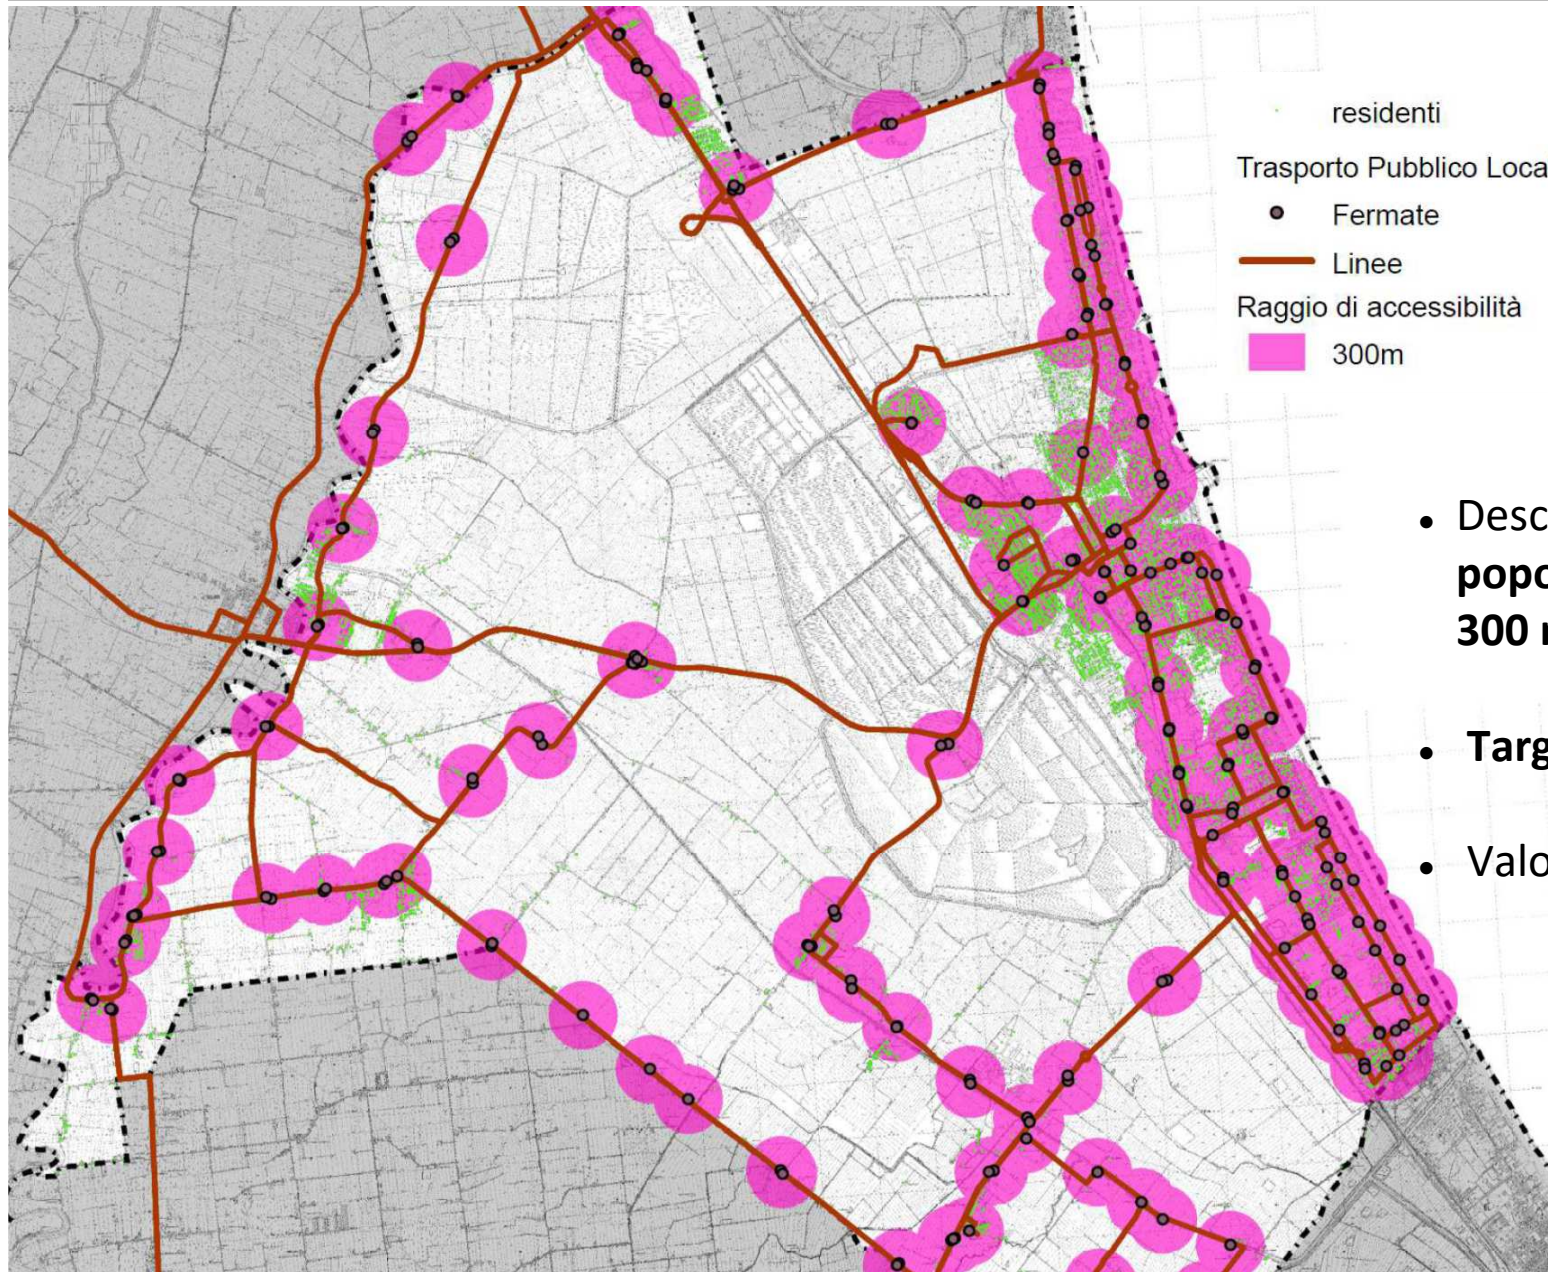 residenti
Trasporto Pubblico Loca
Fermate
Linee
Raggio di accessibilità
300m
• Desc
popo
300
• Targ
• Valo